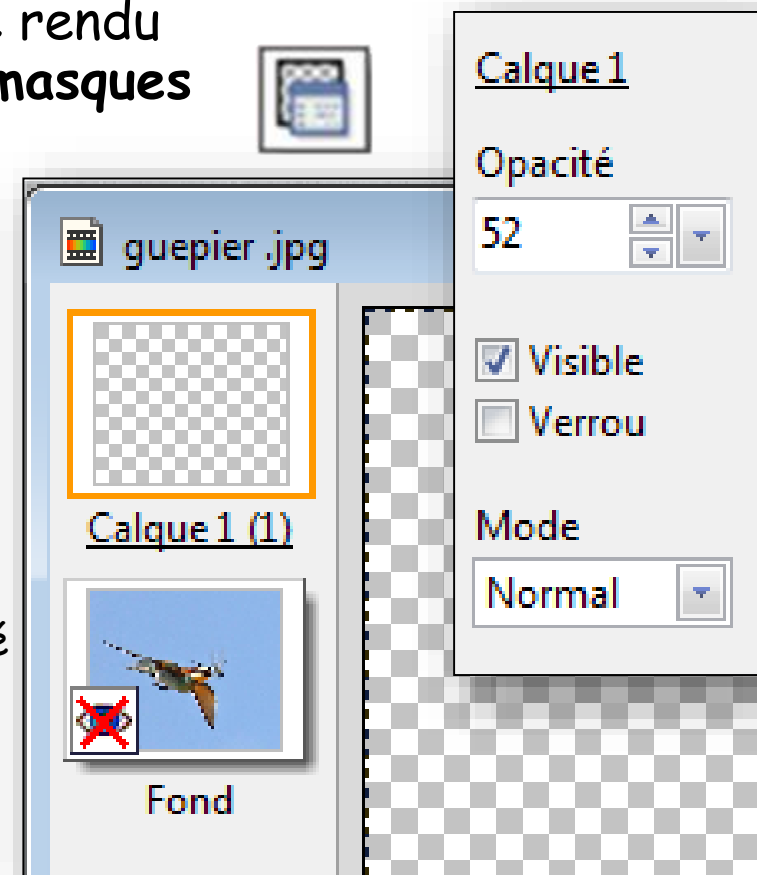 rendu
masques
Calque 1
Opacité
52
Visible
Verrou
Mode
Normal
guepier .jpg
Calque 1 (1)
Fond